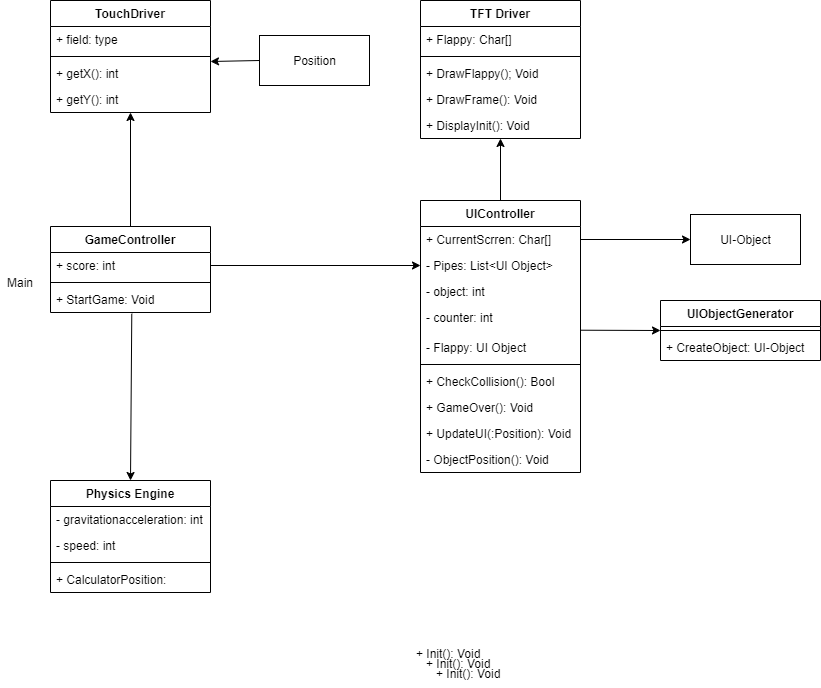 TouchDriver
+ field: type
+ getX(): int
+ getY(): int
Position
TFT Driver
+ Flappy: Char[]
+ DrawFlappy(); Void
+ DrawFrame(): Void
+ DisplayInit(): Void
Main
GameController
+ score: int
+ StartGame: Void
UIController
+ CurrentScrren: Char[]
- Pipes: List<UI Object>
- object: int
- counter: int
- Flappy: UI Object
+ CheckCollision(): Bool
+ GameOver(): Void
+ UpdateUI(:Position): Void
- ObjectPosition(): Void
UI-Object
UIObjectGenerator
+ CreateObject: UI-Object
Physics Engine
- gravitationacceleration: int
- speed: int
+ CalculatorPosition:
+ Init(): Void
+ Init(): Void
+ Init(): Void